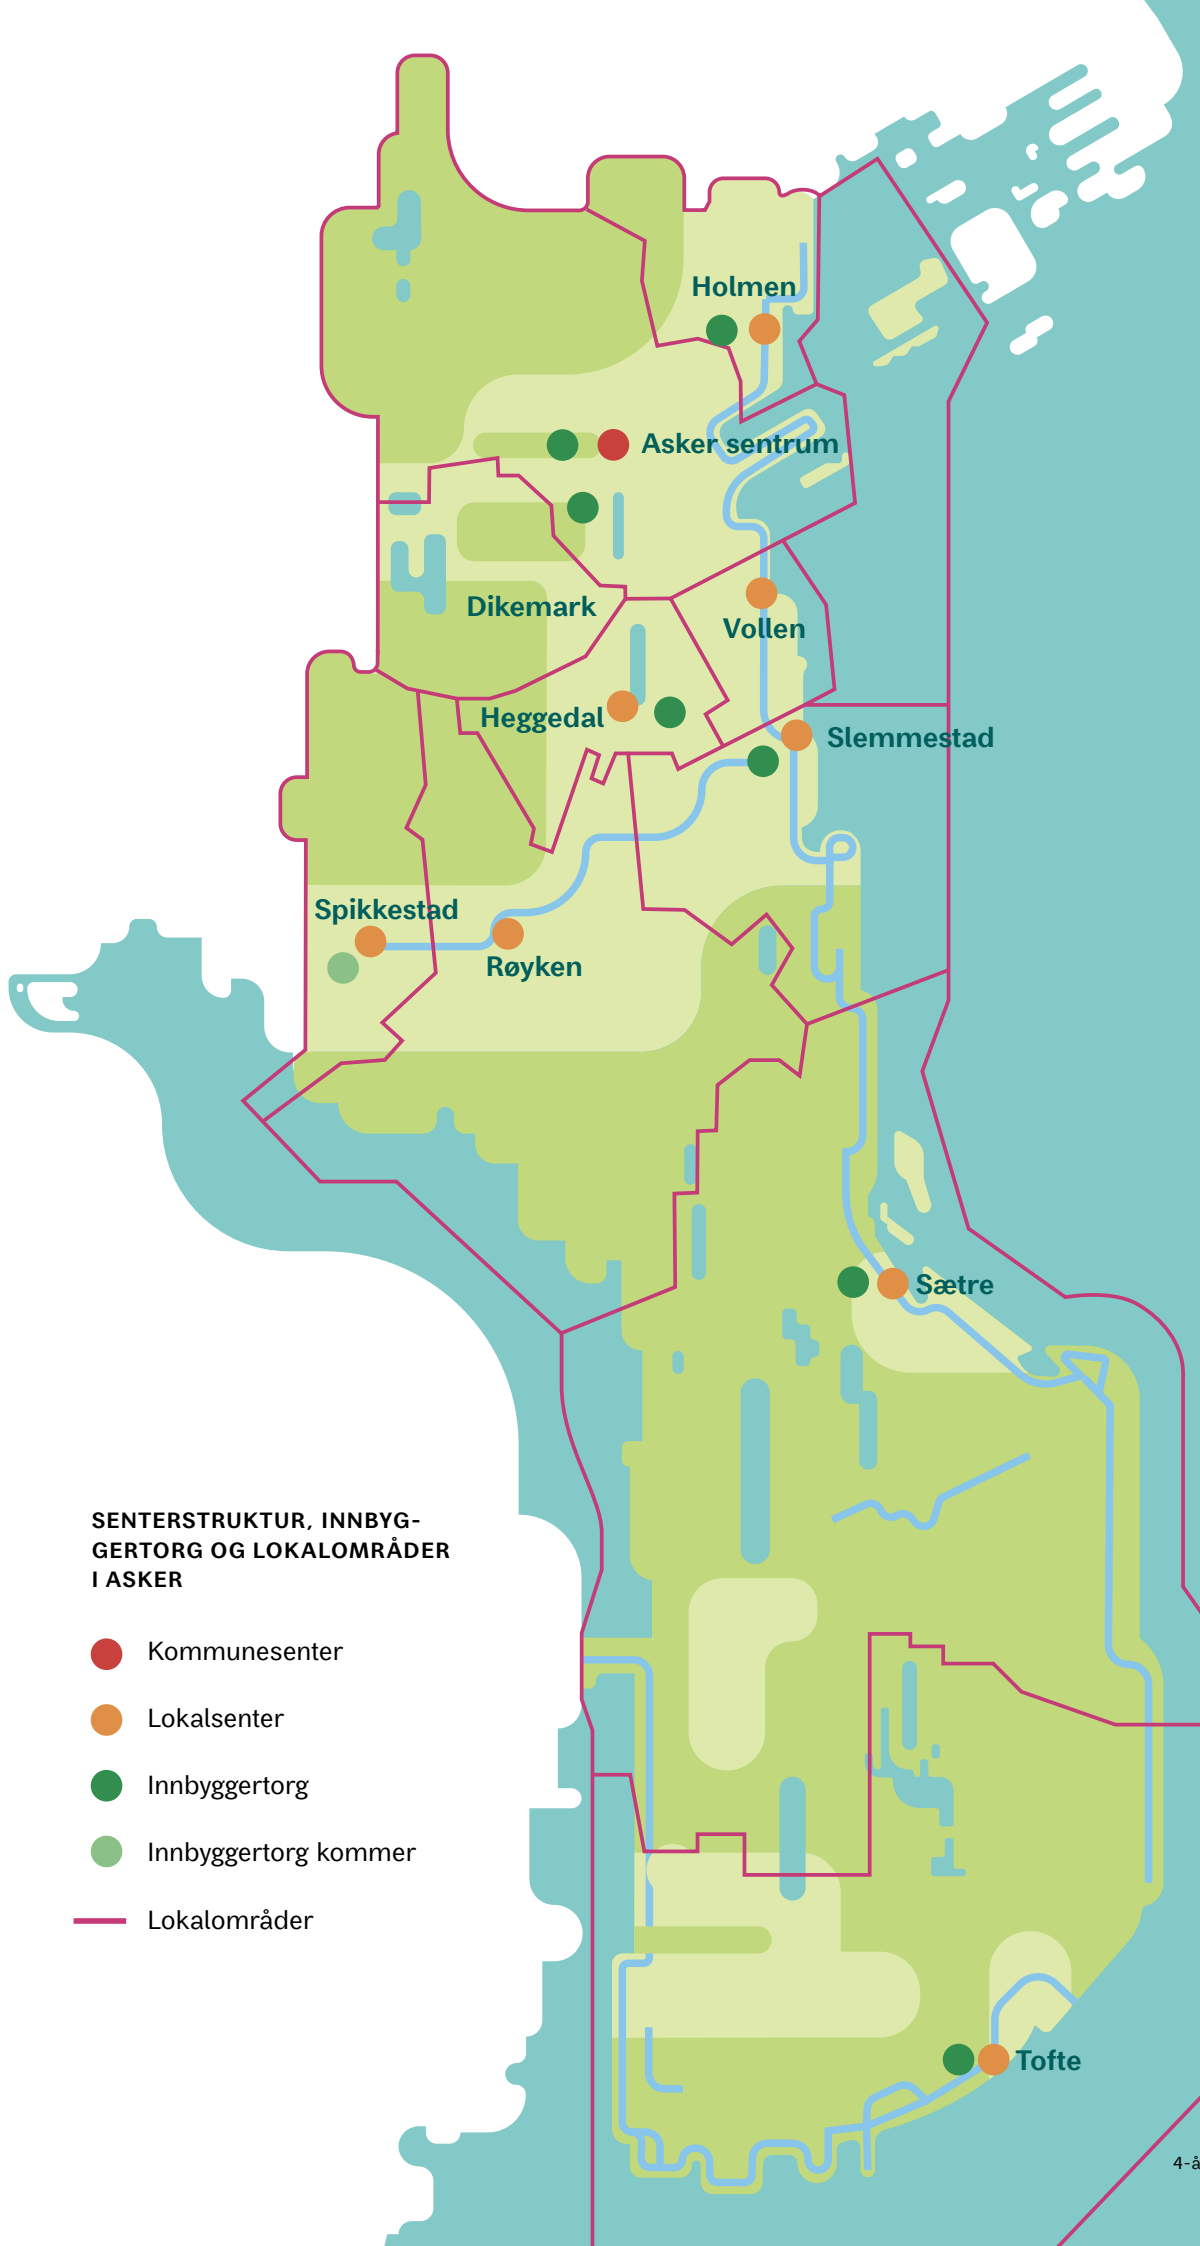 Holmen
Asker sentrum
Dikemark
Vollen
Heggedal
Slemmestad
Spikkestad
Røyken
Sætre
SENTERSTRUKTUR, INNBYG-
GERTORG OG LOKALOMRÅDER
I ASKER
Kommunesenter
Lokalsenter
Innbyggertorg
Innbyggertorg kommer
Lokalområder
Tofte
4-å